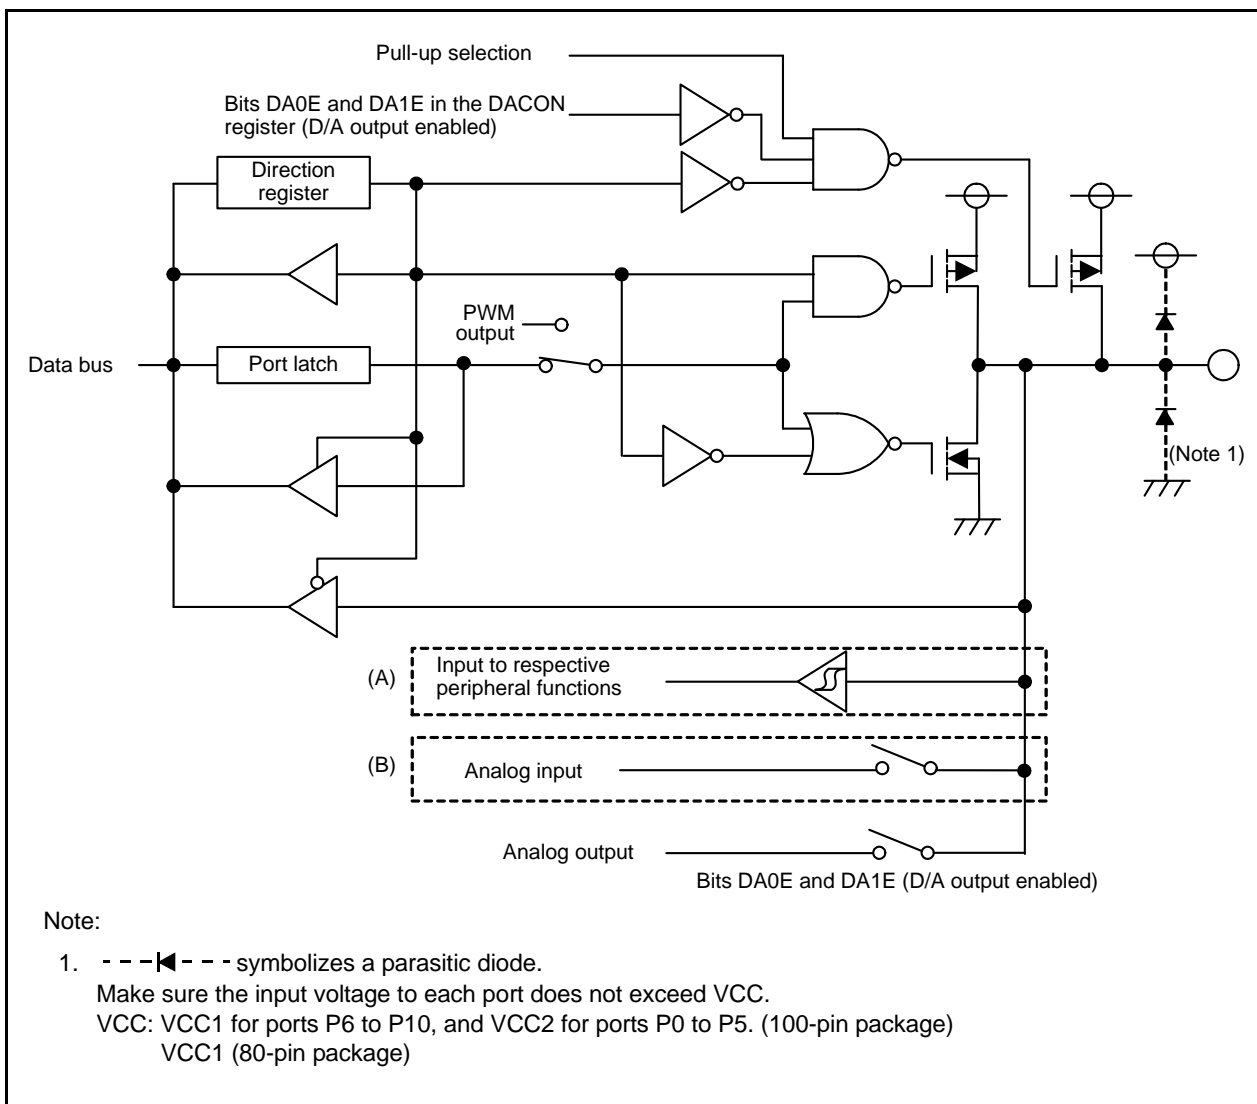 Pull-up selection
Bits DA0E and DA1E in the DACON
register (D/A output enabled)
Direction
register
PWM
output
Data bus
Port latch
(Note 1)
(A)
Input to respective
peripheral functions
(B)
Analog input
Analog output
Bits DA0E and DA1E (D/A output enabled)
Note:
1. symbolizes a parasitic diode.
Make sure the input voltage to each port does not exceed VCC.
VCC: VCC1 for ports P6 to P10, and VCC2 for ports P0 to P5. (100-pin package)
VCC1 (80-pin package)